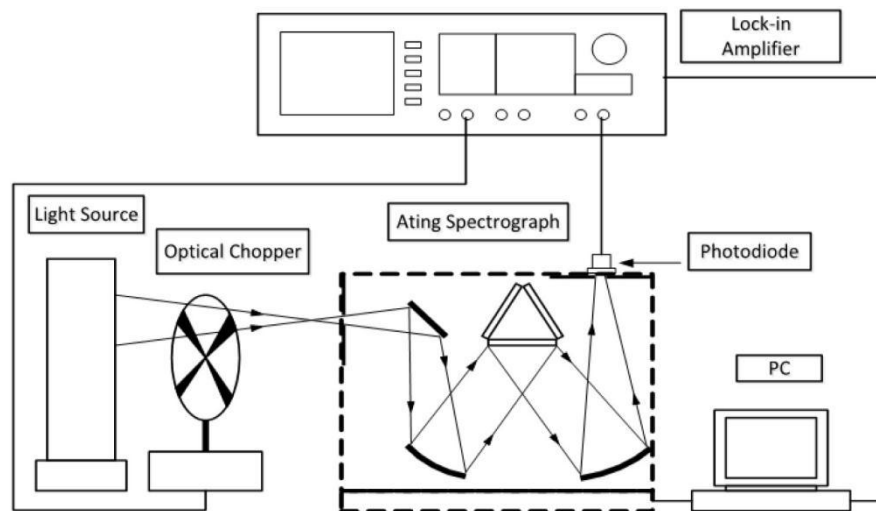 Lock-in
Amplifier
Light Source
Ating Spectrograph
Optical Chopper
Photodiode
PC